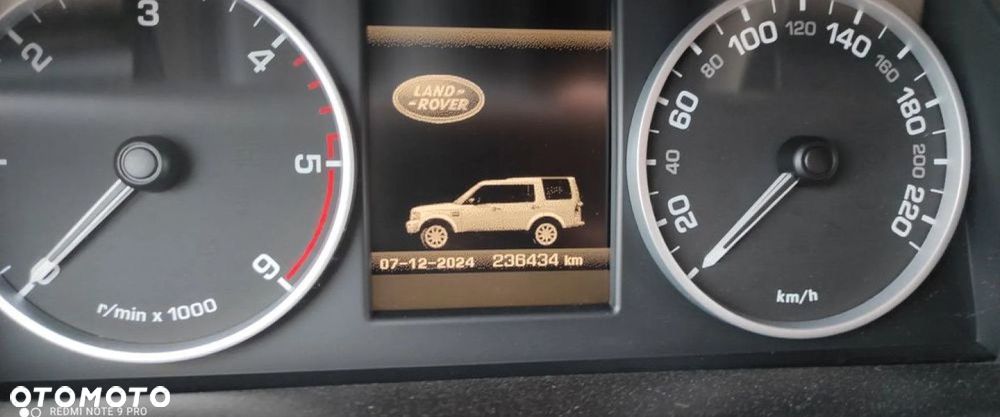 2 3 4 5 6 0
r/min x 1000
LAND-
-ROVER
07-12-2024 236434 km
20 40 60 80 100 120 140 160 180 200 220
km/h
OTOMOTO
REDMI NOTE 9 PRO